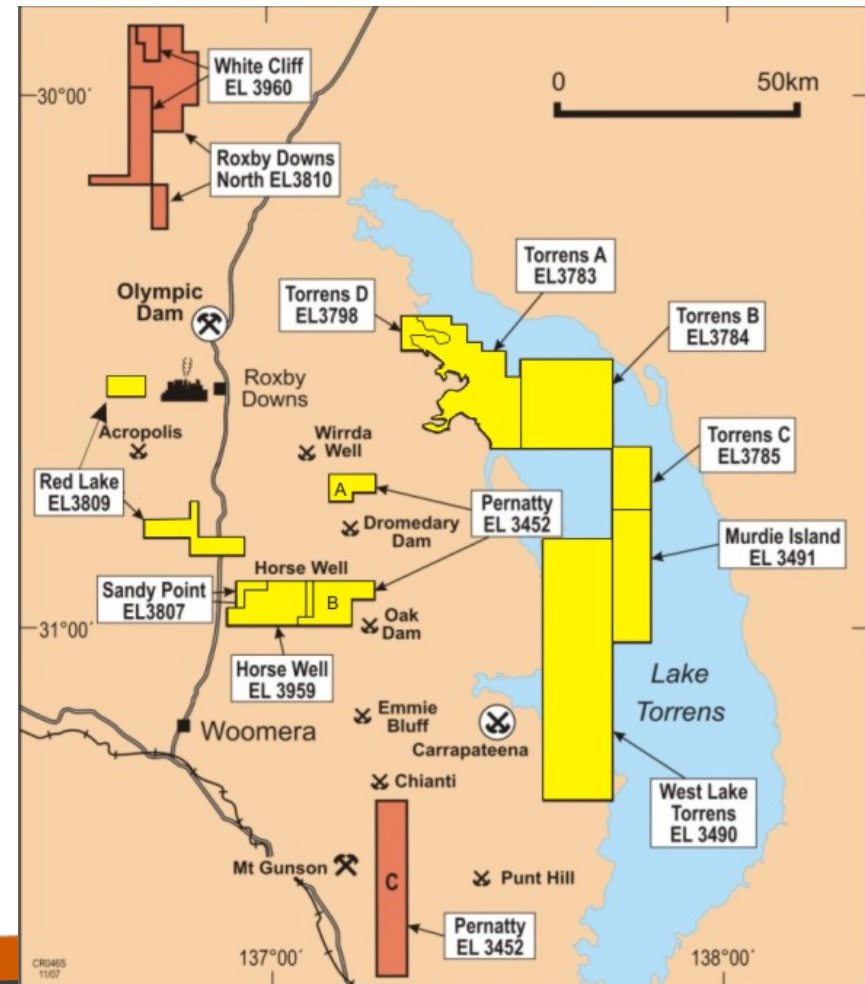 White Cliff
EL 3960
30°00′
0
50km
Roxby Downs
North EL3810
Torrens A
EL3783
Olympic
Dam
Torrens D
EL3798
Torrens B
EL3784
Roxby
Downs
Acropolis
Wirrda
Well
Torrens C
EL3785
Red Lake
EL3809
A
Pernatty
EL 3452
Dromedary
Dam
Murdie Island
EL 3491
Horse Well
Sandy Point
EL3807
B
Oak
Dam
31°00′
Horse Well
EL 3959
Lake
Torrens
Emmie
Bluff
Woomera
Carrapateena
Chianti
West Lake
Torrens
EL 3490
Mt Gunson
C
Punt Hill
Pernatty
EL 3452
CR046S
11/07
137°00′
138°00′